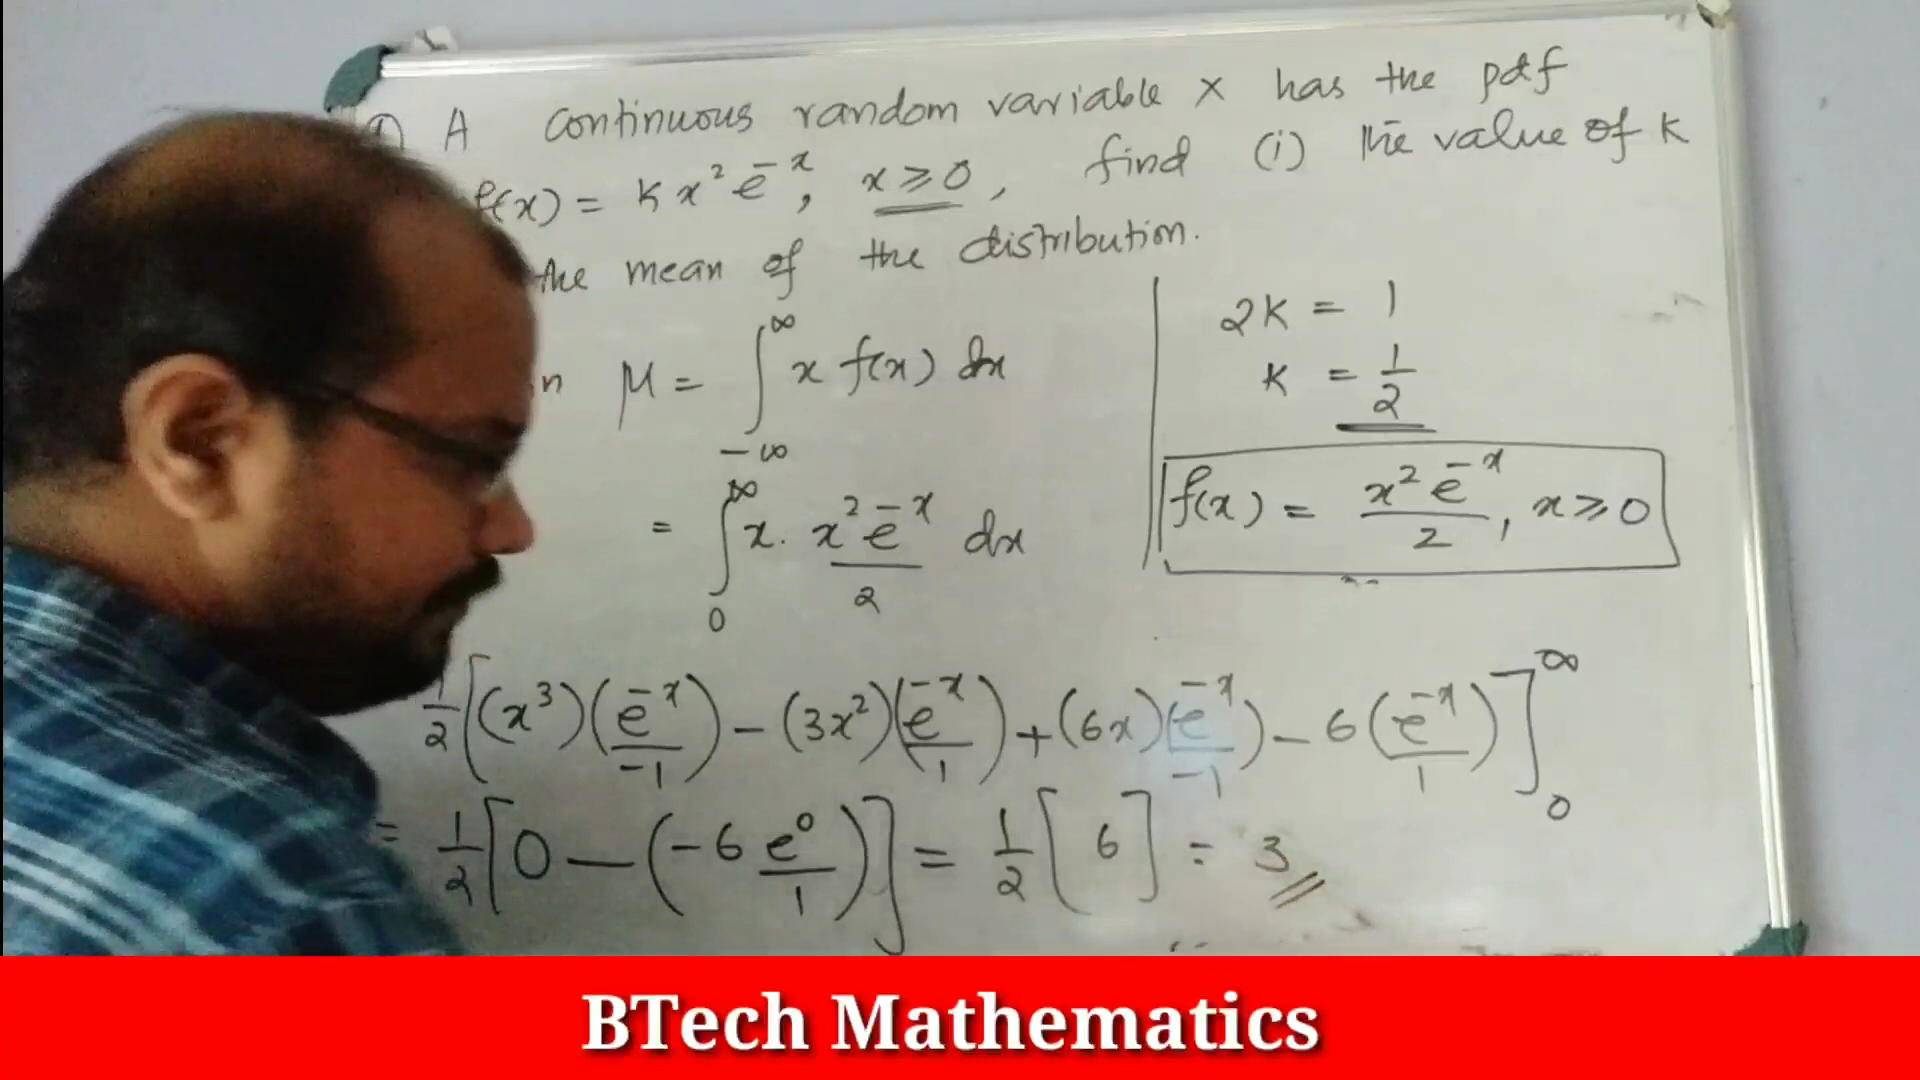 1) A continuous random variable x has the pdf
f(x) = K x² e⁻ˣ, x ≥ 0, find (i) The value of K
the mean of the distribution.
μ = ∫_{-∞}^{∞} x f(x) dx
= ∫_0^∞ x. x² e⁻ˣ/2 dx
2K = 1
K = 1/2
f(x) = x² e⁻ˣ/2, x ≥ 0
1/2 [(x³)(e⁻ˣ/-1) - (3x²)(e⁻ˣ/1) + (6x)(e⁻ˣ/-1) - 6(e⁻ˣ/1)]_0^∞
= 1/2 [0 - (-6 e⁰/1)] = 1/2 [6] = 3
BTech Mathematics